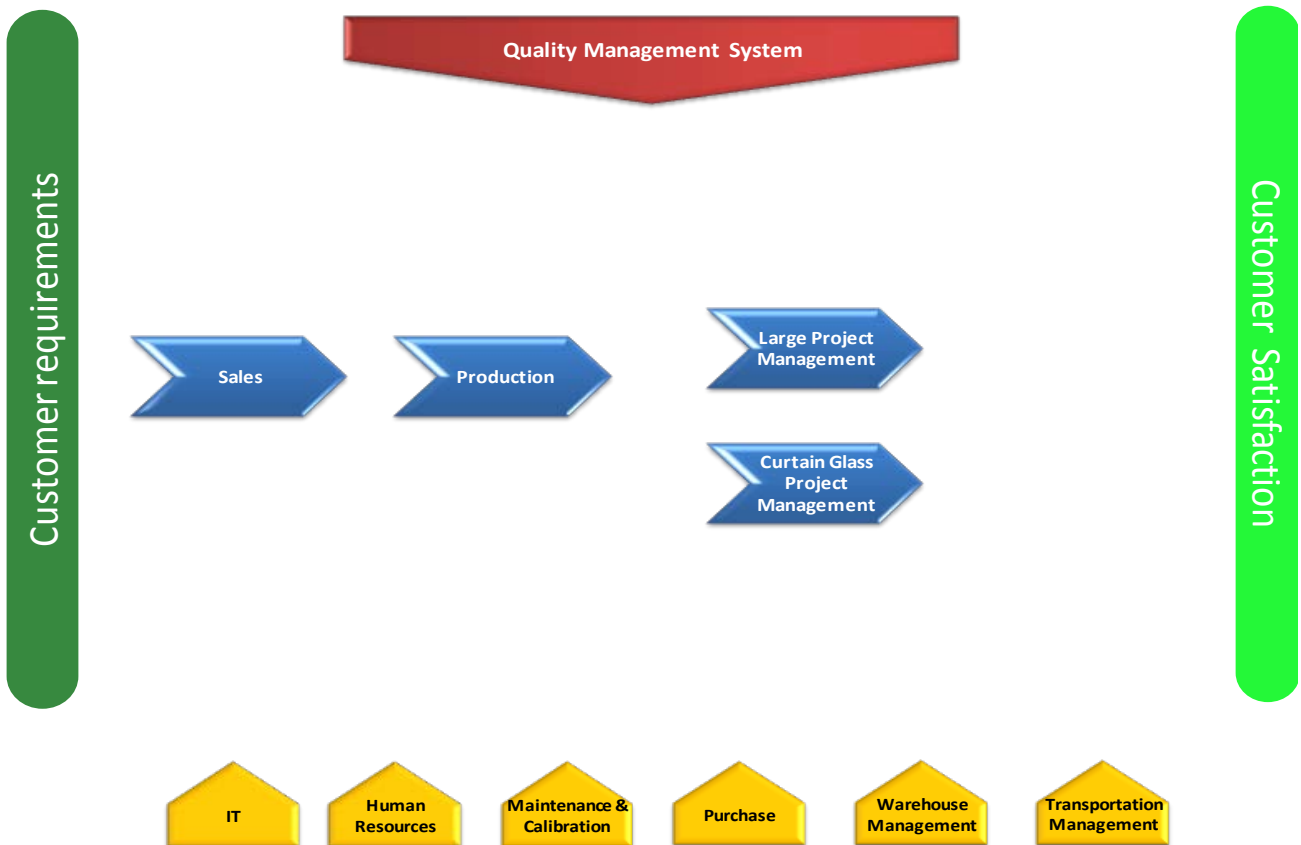 Quality Management System
Customer requirements
Customer Satisfaction
Sales
Production
Large Project
Management
Curtain Glass
Project
Management
IT
Human
Resources
Maintenance &
Calibration
Purchase
Warehouse
Management
Transportation
Management